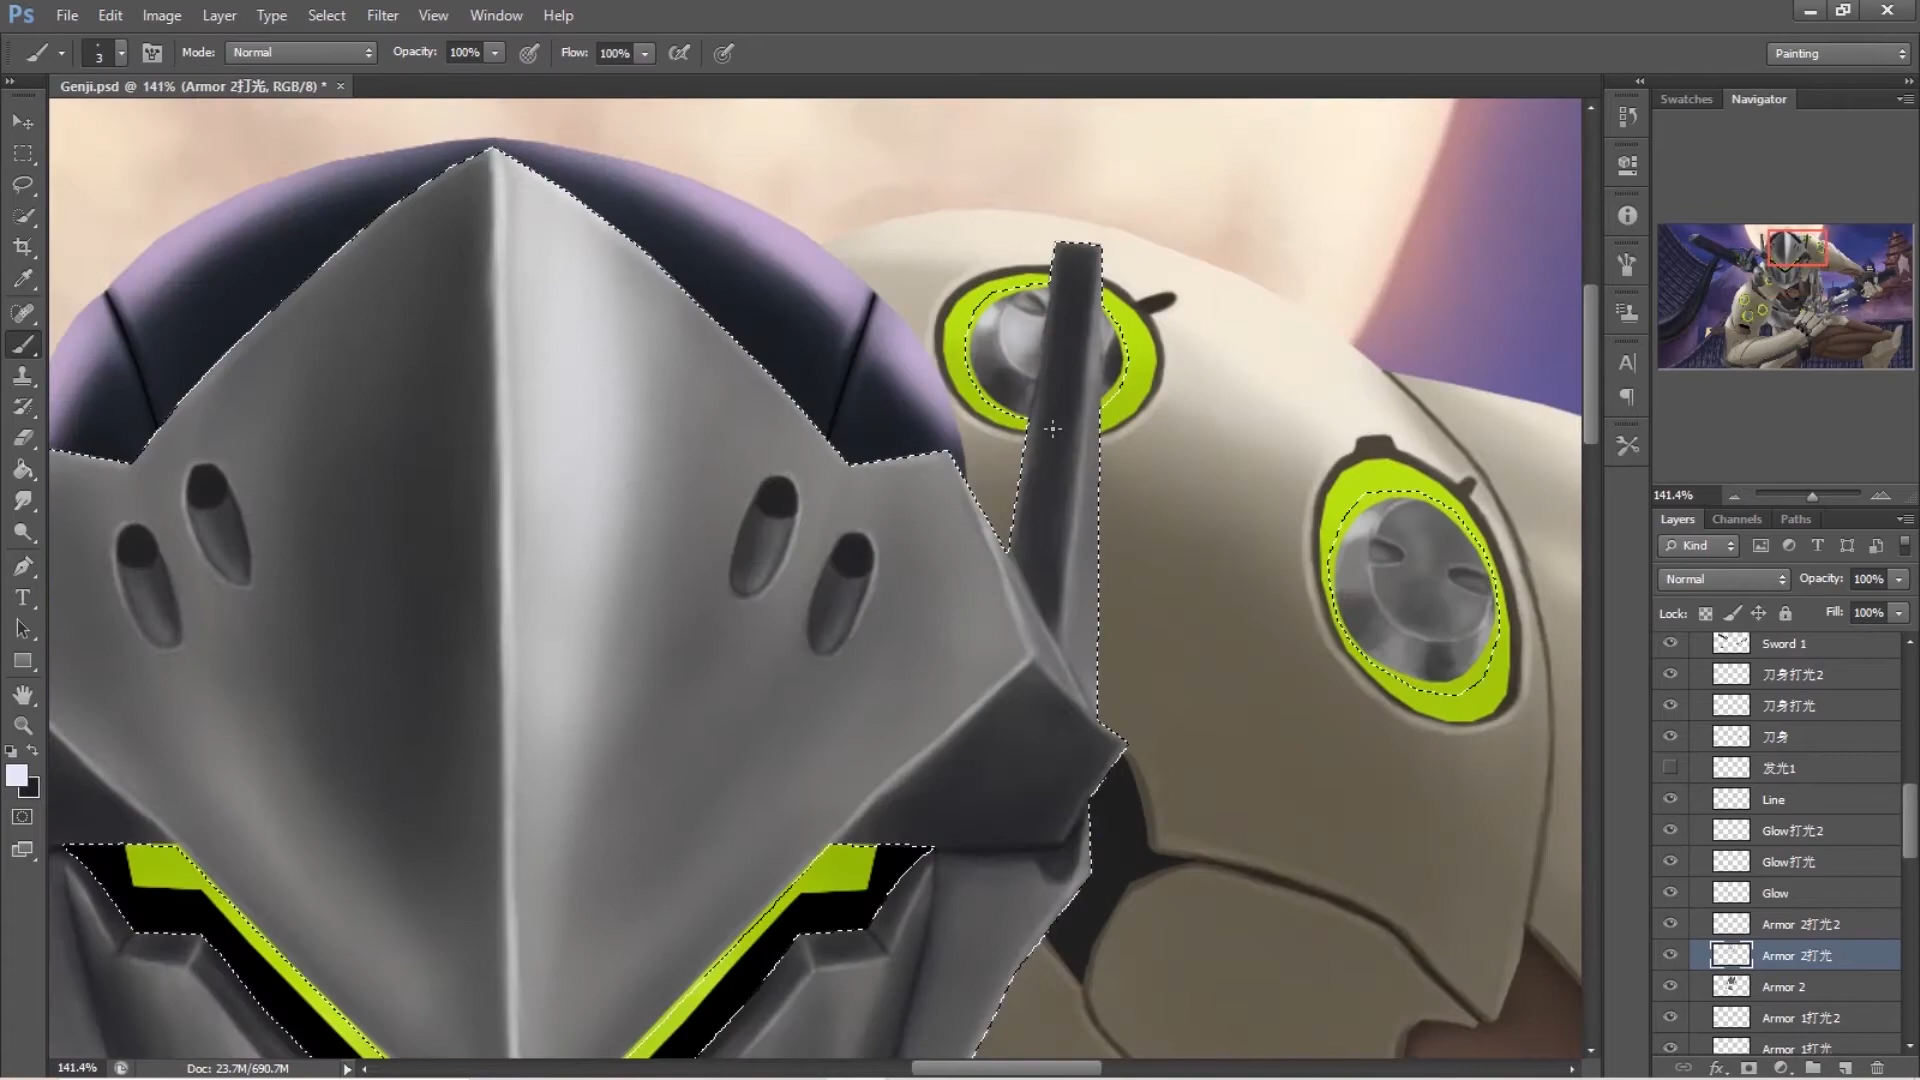 Ps File Edit Image Layer Type Select Filter View Window Help
3 Mode: Normal Opacity: 100% Flow: 100% Painting
Genji.psd @ 141% (Armor 2打光, RGB/8) * ×
Swatches Navigator
141.4%
Layers Channels Paths
Kind
Normal Opacity: 100%
Lock: Fill: 100%
Sword 1
刀身打光2
刀身打光
刀身
发光1
Line
Glow打光2
Glow打光
Glow
Armor 2打光2
Armor 2打光
Armor 2
Armor 1打光2
Armor 1打光
141.4% Doc: 23.7M/690.7M
fx